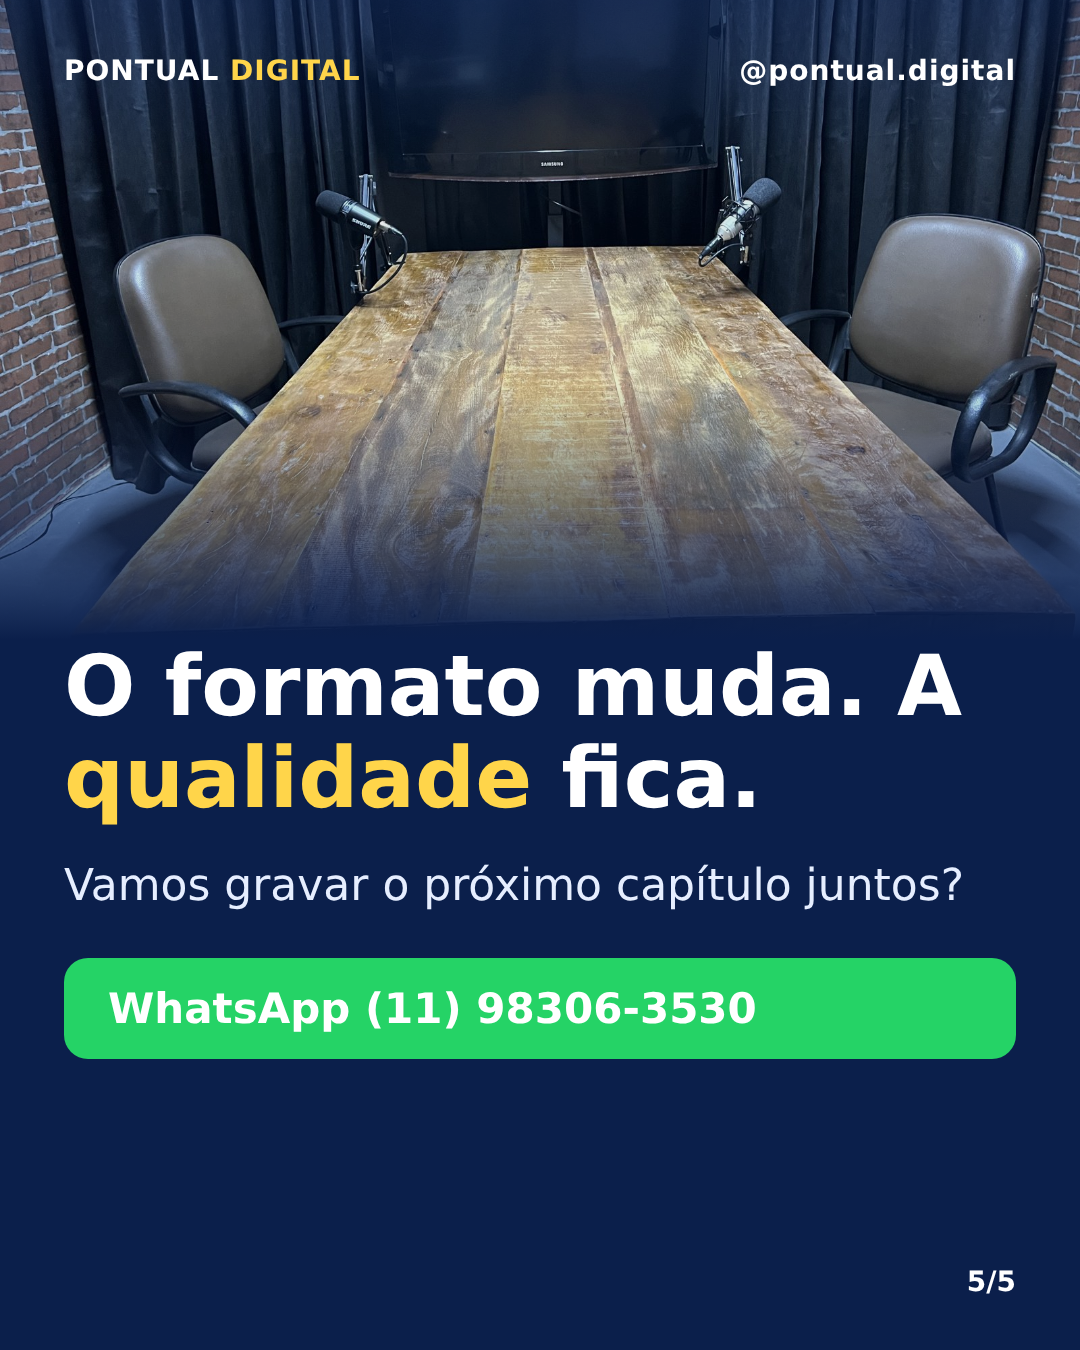 PONTUAL DIGITAL
@pontual.digital
SAMSUNG
O formato muda. A
qualidade fica.
Vamos gravar o próximo capítulo juntos?
WhatsApp (11) 98306-3530
5/5